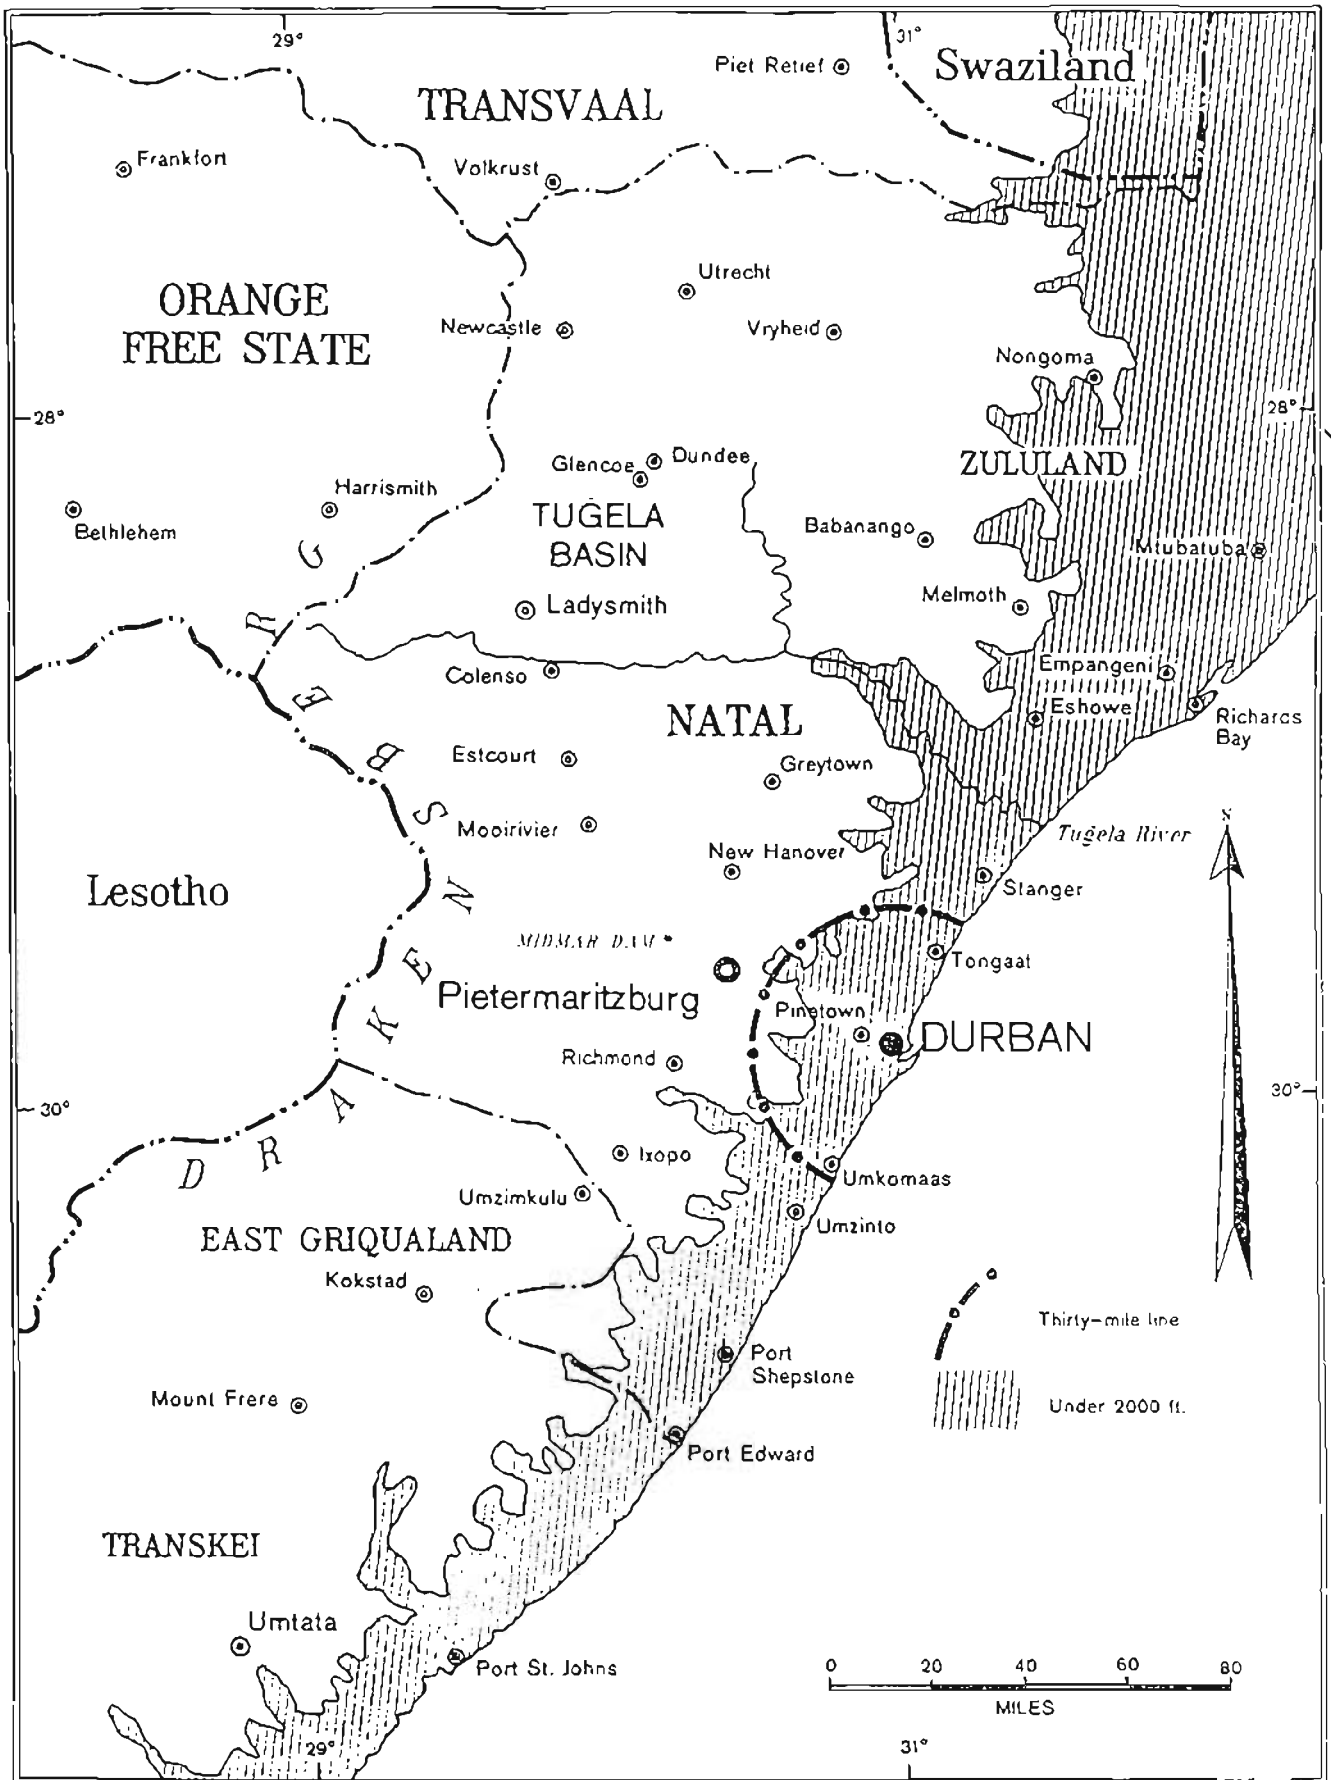 29°
31°
Piet Retief
Swaziland
TRANSVAAL
Frankfort
Volkrust
Utrecht
ORANGE
FREE STATE
Newcastle
Vryheid
Nongoma
28°
28°
Glencoe
Dundee
ZULULAND
Harrismith
Bethlehem
TUGELA
BASIN
Babanango
Mtubatuba
Ladysmith
Melmoth
Colenso
Empangeni
Eshowe
Richards
Bay
NATAL
Estcourt
Greytown
Mooirivier
Tugela River
New Hanover
N
Stanger
Lesotho
MIDMAR DAM
Tongaat
Pietermaritzburg
Pinetown
DURBAN
Richmond
30°
30°
DRAKENSBERG
Ixopo
Umkomaas
Umzimkulu
Umzinto
EAST GRIQUALAND
Kokstad
Thirty-mile line
Port
Shepstone
Mount Frere
Under 2000 ft.
Port Edward
TRANSKEI
Umtata
Port St. Johns
0 20 40 60 80
MILES
29°
31°